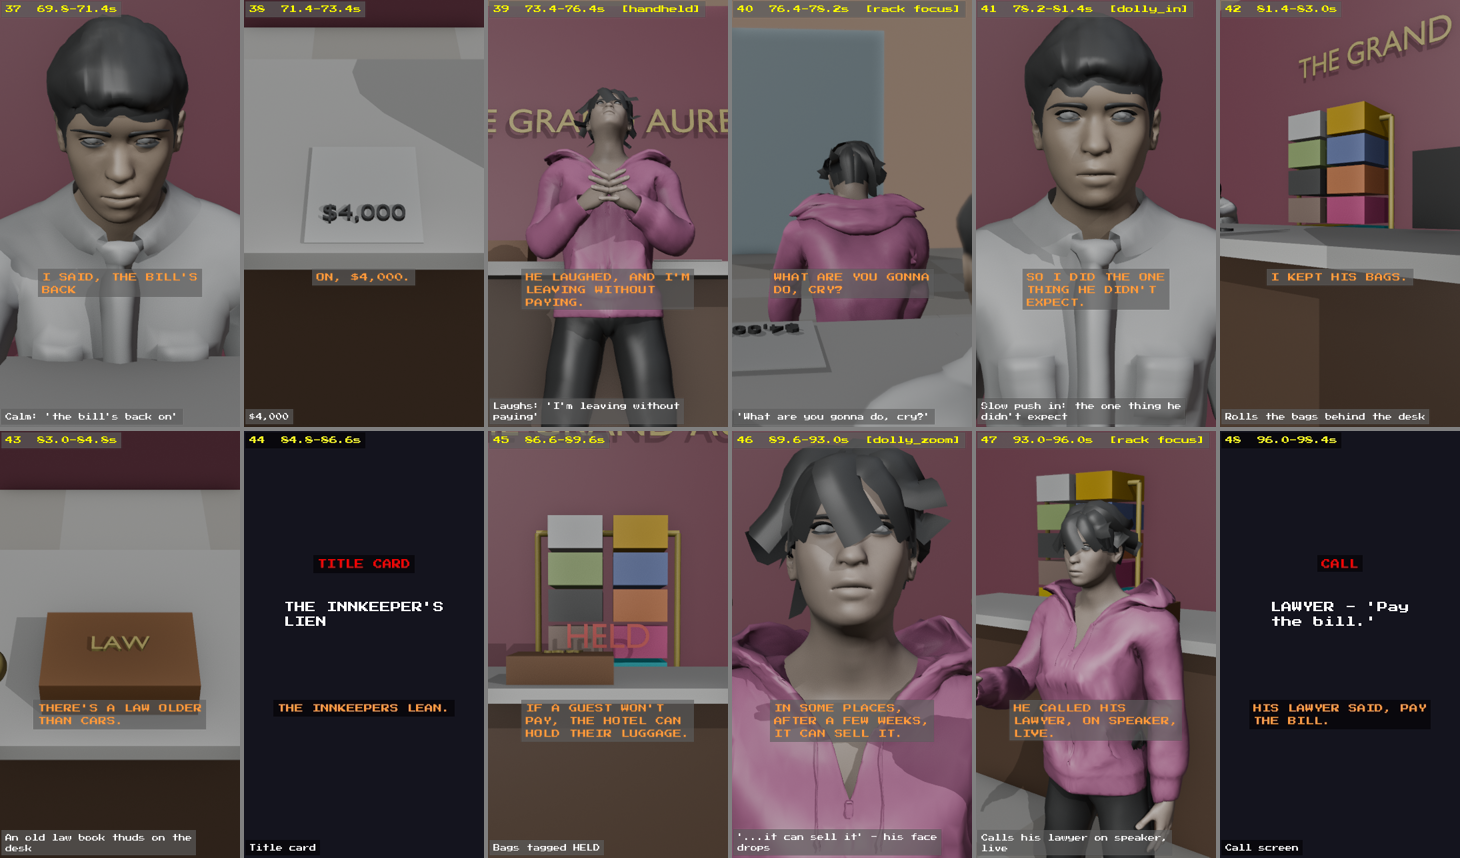 37 69.8-71.4s
I SAID, THE BILL'S
BACK
Calm: 'the bill's back on'
38 71.4-73.4s
$4,000
ON, $4,000.
$4,000
39 73.4-76.4s [handheld]
E GRA AURE
HE LAUGHED, AND I'M
LEAVING WITHOUT
PAYING.
Laughs: 'I'm leaving without
paying'
40 76.4-78.2s [rack focus]
WHAT ARE YOU GONNA
DO, CRY?
'What are you gonna do, cry?'
41 78.2-81.4s [dolly_in]
SO I DID THE ONE
THING HE DIDN'T
EXPECT.
Slow push in: the one thing he
didn't expect
42 81.4-83.0s
THE GRAND
I KEPT HIS BAGS.
Rolls the bags behind the desk
43 83.0-84.8s
LAW
THERE'S A LAW OLDER
THAN CARS.
An old law book thuds on the
desk
44 84.8-86.6s
TITLE CARD
THE INNKEEPER'S
LIEN
THE INNKEEPERS LEAN.
Title card
45 86.6-89.6s
HELD
IF A GUEST WON'T
PAY, THE HOTEL CAN
HOLD THEIR LUGGAGE.
Bags tagged HELD
46 89.6-93.0s [dolly_zoom]
IN SOME PLACES,
AFTER A FEW WEEKS,
IT CAN SELL IT.
'...it can sell it' - his face
drops
47 93.0-96.0s [rack focus]
HE CALLED HIS
LAWYER, ON SPEAKER,
LIVE.
Calls his lawyer on speaker,
live
48 96.0-98.4s
CALL
LAWYER - 'Pay
the bill.'
HIS LAWYER SAID, PAY
THE BILL.
Call screen